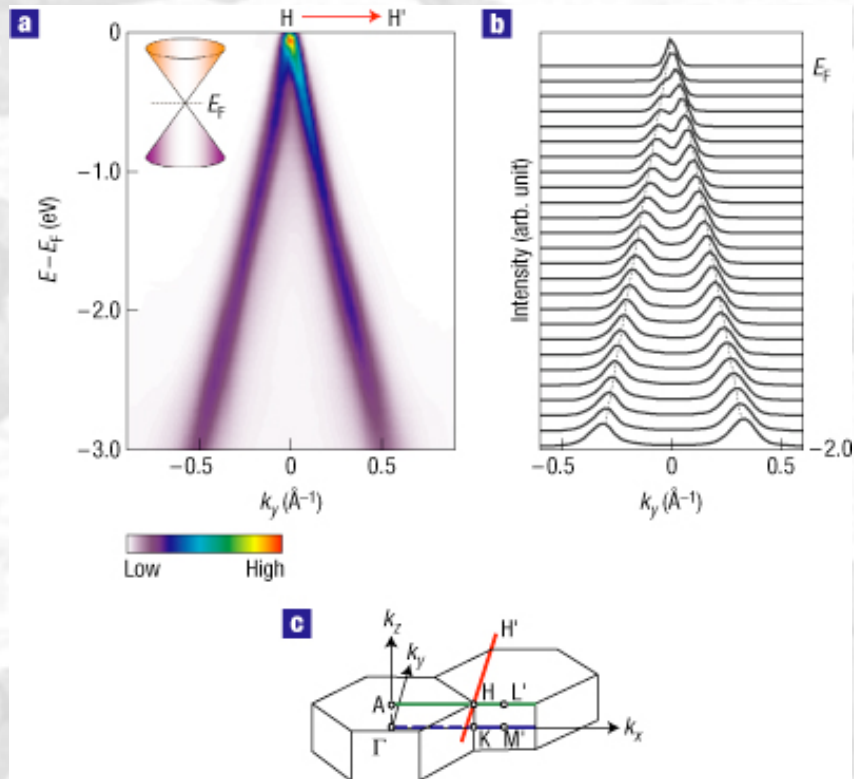 a
H H'
b
0
−1.0
−2.0
−3.0
E − E_F (eV)
E_F
−0.5 0 0.5
k_y (Å⁻¹)
Low High
Intensity (arb. unit)
E_F
−2.0
−0.5 0 0.5
k_y (Å⁻¹)
c
k_z
H'
k_y
A H L'
Γ K M' k_x